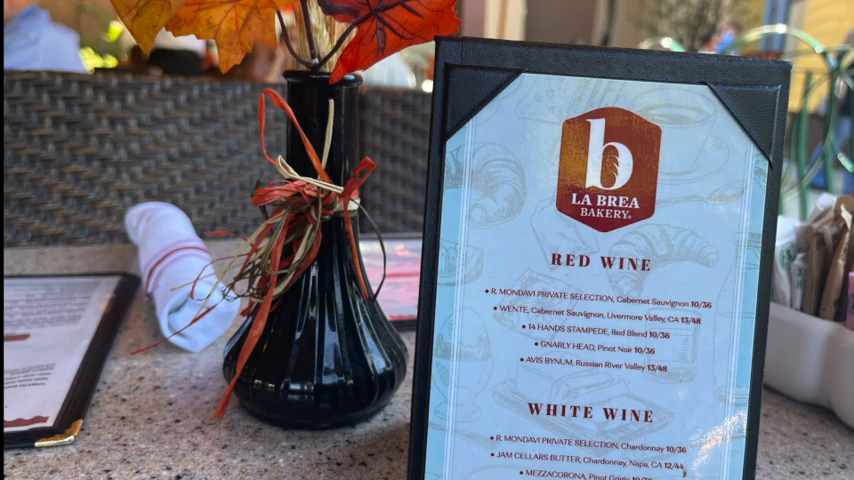 b
LA BREA
BAKERY®
RED WINE
• R. MONDAVI PRIVATE SELECTION, Cabernet Sauvignon 10/36
• WENTE, Cabernet Sauvignon, Livermore Valley, CA 13/48
• 14 HANDS STAMPEDE, Red Blend 10/36
• GNARLY HEAD, Pinot Noir 10/36
• AVIS BYNUM, Russian River Valley 13/48
WHITE WINE
• R. MONDAVI PRIVATE SELECTION, Chardonnay 10/36
• JAM CELLARS BUTTER, Chardonnay, Napa, CA 12/44
• MEZZACORONA, Pinot Grigio 10/36